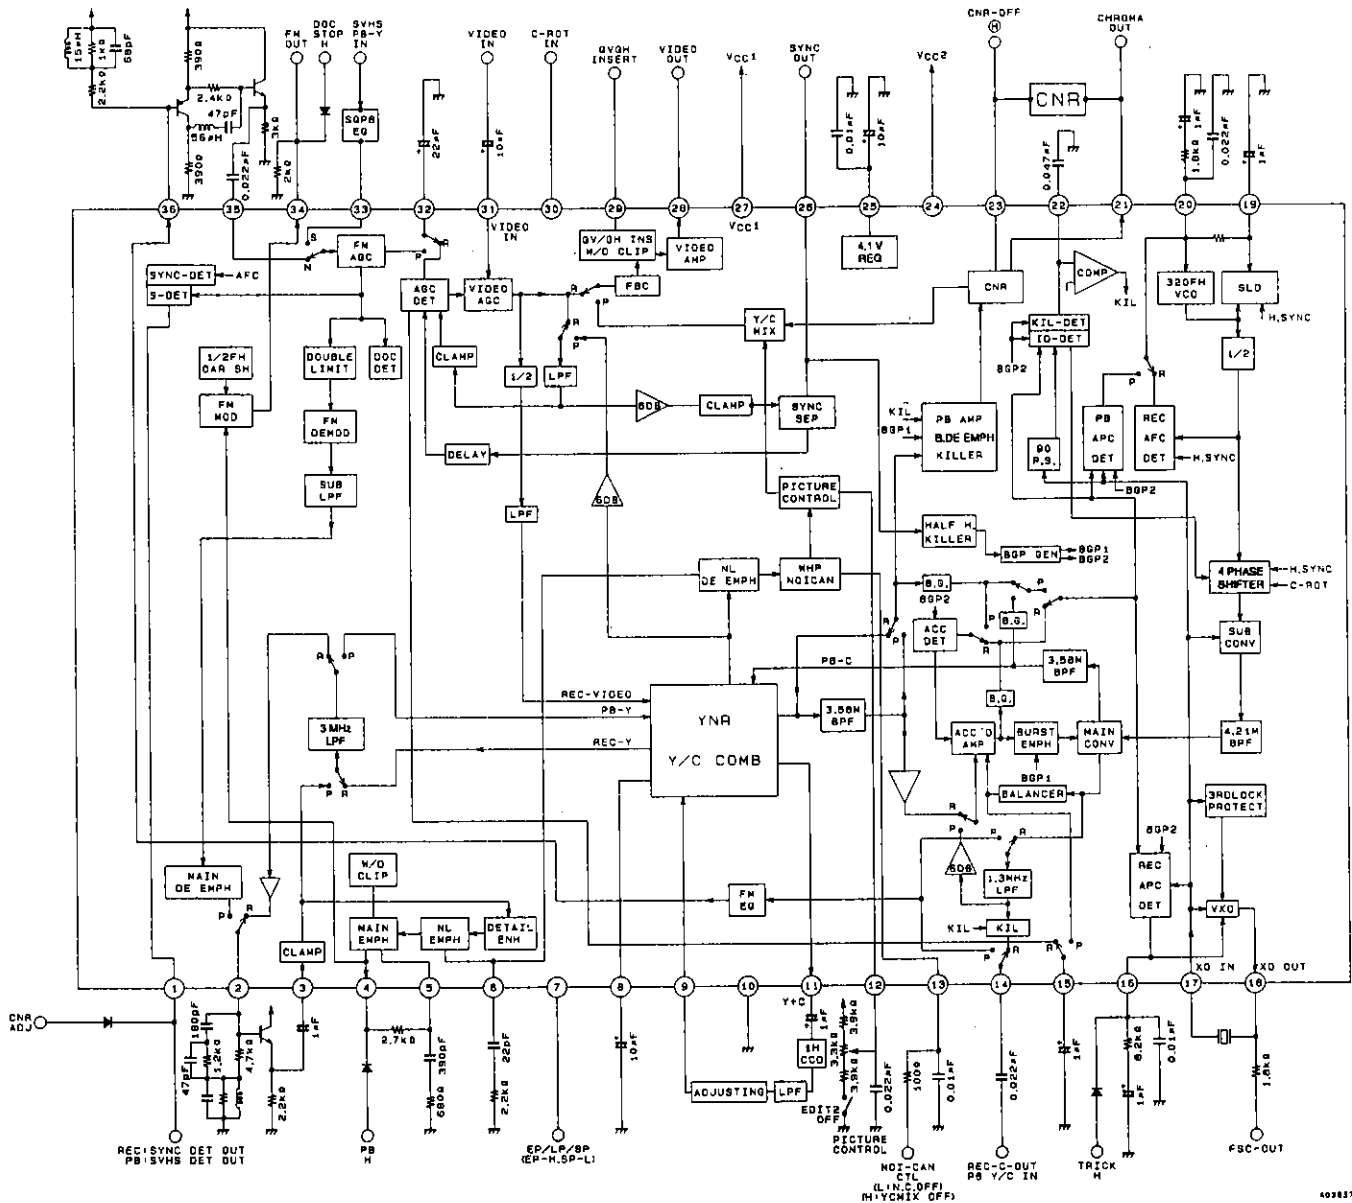 CNR-OFF
H
CHROMA
OUT
FM
OUT
DOC
STOP
H
SVHS
PB-Y
IN
VIDEO
IN
C-ROT IN
QVQH
INSERT
VIDEO
OUT
VCC1
SYNC
OUT
VCC2
CNR
15μH
1kΩ
68pF
2.2kΩ
390Ω
2.4kΩ
47pF
56μH
390Ω
3kΩ
0.022μF
2kΩ
SQPB
EQ
22μF
10μF
0.01μF
10μF
0.047μF
1.8kΩ
1μF
0.022μF
1μF
36
35
34
33
32
31
30
29
28
27
26
25
24
23
22
21
20
19
VIDEO
IN
VCC1
SYNC-DET
AFC
S-DET
S
N
FM
AGC
R
P
AGC
DET
VIDEO
AGC
QV/QH INS
W/D CLIP
VIDEO
AMP
FBC
R
P
4.1V
REG
CNR
COMP
KIL
320FH
VCO
SLD
H.SYNC
1/2
1/2FH
CAR SH
FM
MOD
DOUBLE
LIMIT
DOC
DET
FM
DEMOD
SUB
LPF
CLAMP
1/2
LPF
R
P
Y/C
MIX
6DB
CLAMP
SYNC
SEP
DELAY
LPF
6DB
PICTURE
CONTROL
KIL-DET
ID-DET
BGP2
KIL
BGP1
PB AMP
B.DE EMPH
KILLER
90
P.S.
PB
APC
DET
REC
AFC
DET
P
R
H.SYNC
BGP2
HALF H
KILLER
BGP GEN
BGP1
BGP2
NL
DE EMPH
WHP
NOICAN
4 PHASE
SHIFTER
H.SYNC
C-ROT
B.G.
BGP2
ACC
DET
R
P
P
R
B.G.
P
R
SUB
CONV
PB-C
3.58M
BPF
R
P
3 MHz
LPF
P
R
REC-VIDEO
PB-Y
REC-Y
YNR
Y/C COMB
3.58M
BPF
B.G.
ACC'D
AMP
BURST
EMPH
MAIN
CONV
4.21M
BPF
BGP1
BALANCER
3RDLOCK
PROTECT
R
P
P
R
6DB
1.3MHz
LPF
BGP2
REC
APC
DET
VXO
MAIN
DE EMPH
P
R
W/D
CLIP
FM
EQ
CLAMP
MAIN
EMPH
NL
EMPH
DETAIL
ENH
KIL
KIL
P
R
R
P
XO IN
XO OUT
1
2
3
4
5
6
7
8
9
10
11
12
13
14
15
16
17
18
Y+C
CNR
ADJ
47pF
180pF
1.2kΩ
4.7kΩ
2.2kΩ
1μF
2.7kΩ
390pF
680Ω
22pF
2.2kΩ
10μF
1μF
1H
CCD
ADJUSTING
LPF
3.9kΩ
3.3kΩ
3.9kΩ
EDIT2
OFF
0.022μF
100Ω
0.01μF
0.022μF
1μF
8.2kΩ
1μF
0.01μF
1.8kΩ
REC:SYNC DET OUT
PB:SVHS DET OUT
PB
H
EP/LP/SP
(EP-H,SP-L)
PICTURE
CONTROL
NOI-CAN
CTL
(L:N.C.OFF)
(H:YCMIX OFF)
REC-C-OUT
PB Y/C IN
TRICK
H
FSC-OUT